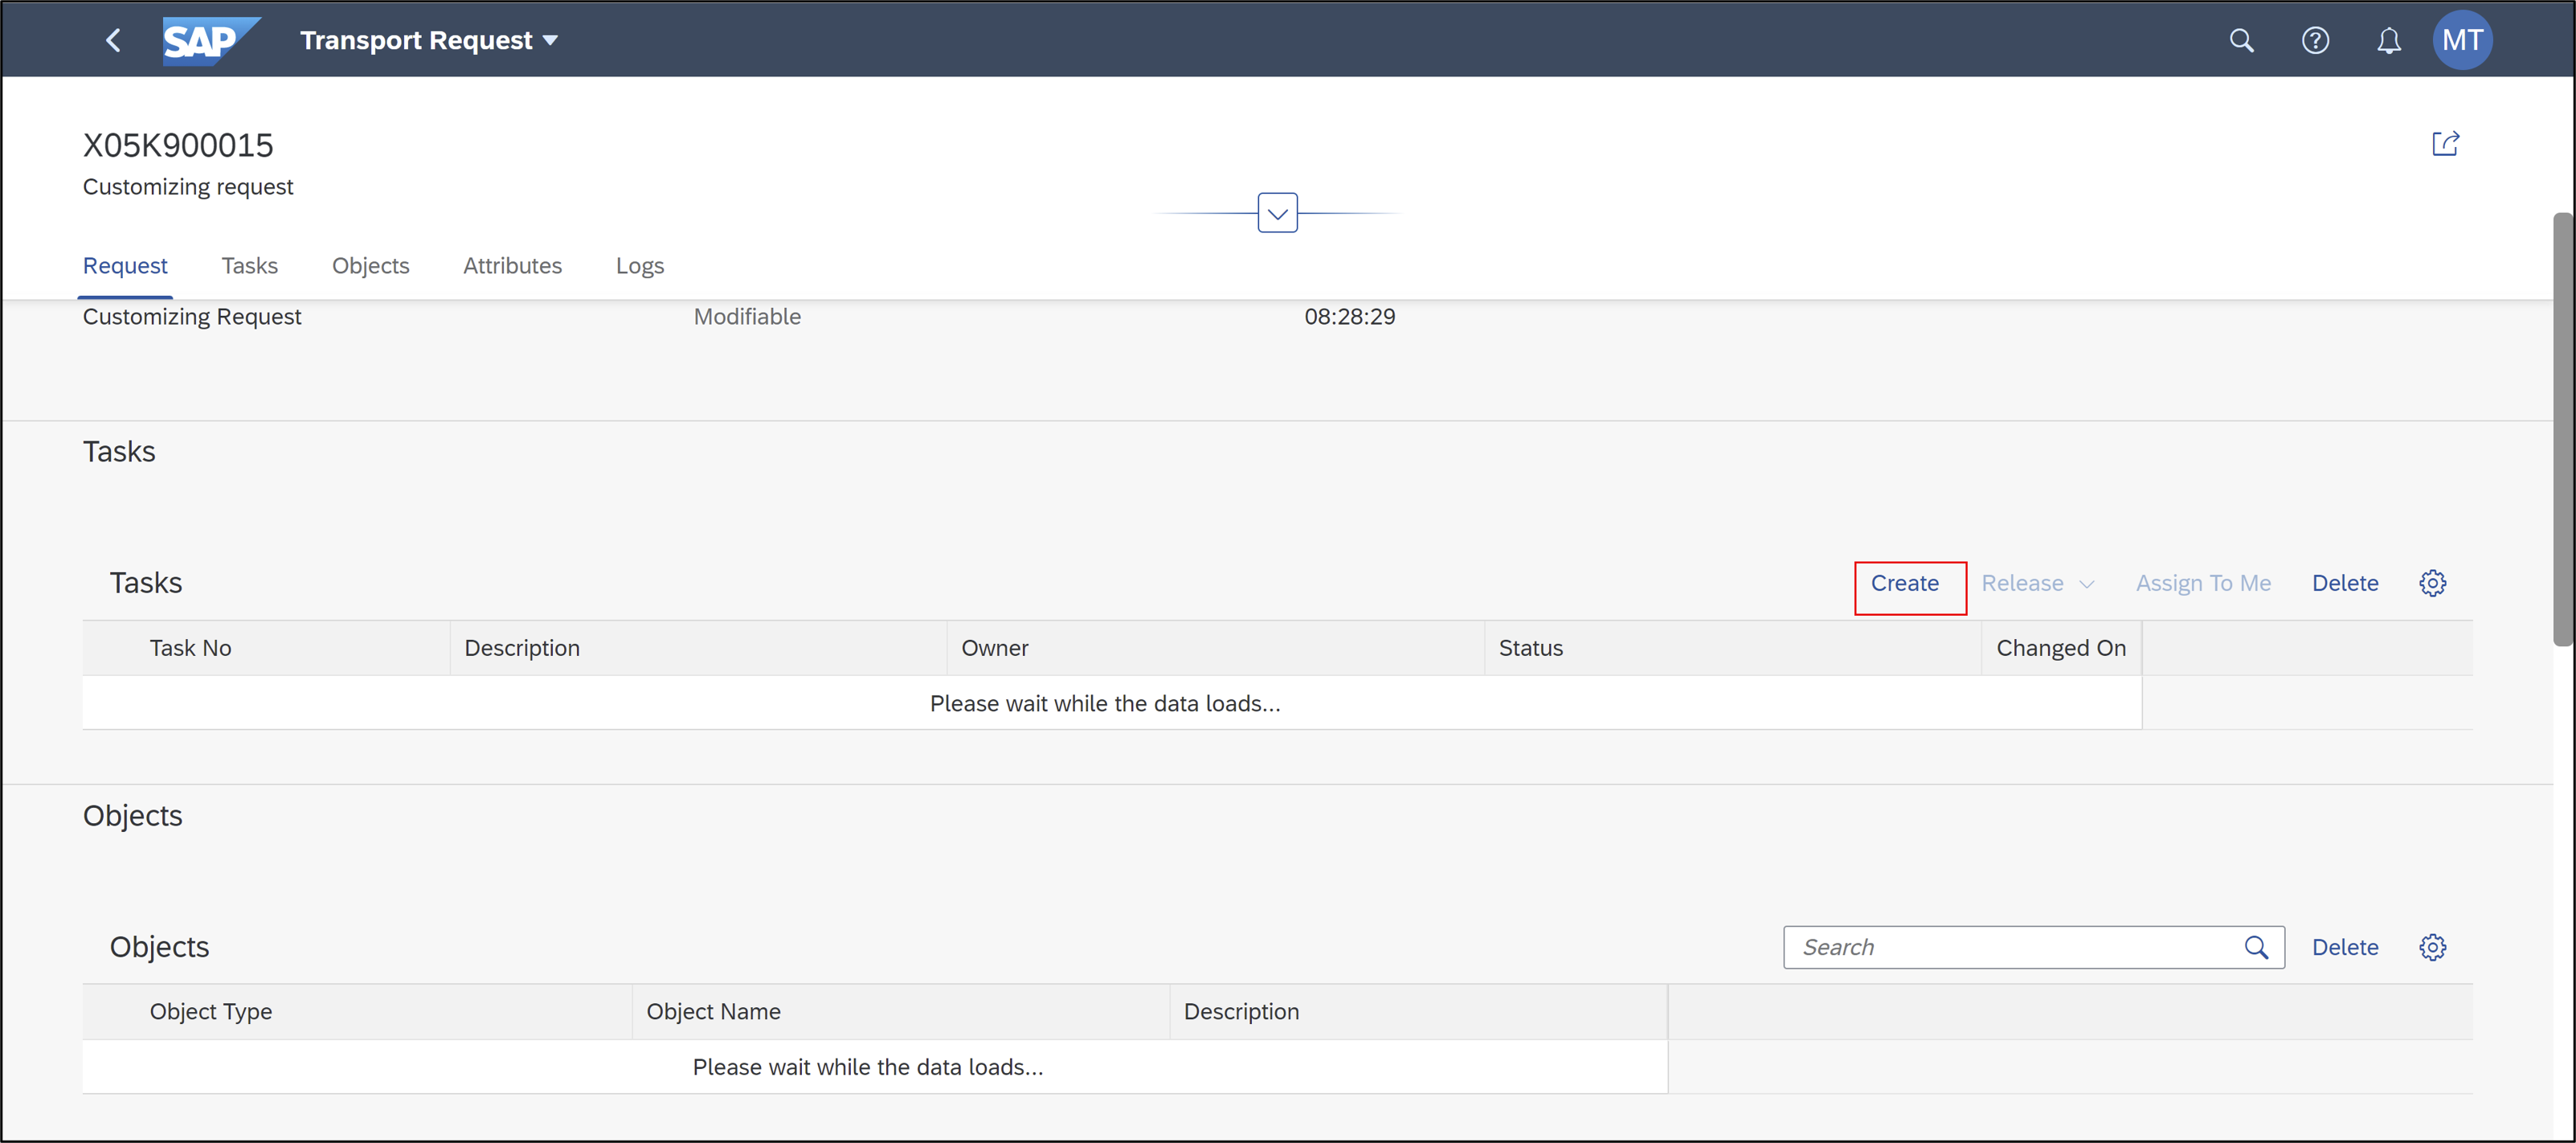 SAP Transport Request MT
X05K900015
Customizing request
Request Tasks Objects Attributes Logs
Customizing Request Modifiable 08:28:29
Tasks
Tasks Create Release Assign To Me Delete
Task No Description Owner Status Changed On
Please wait while the data loads...
Objects
Objects Search Delete
Object Type Object Name Description
Please wait while the data loads...